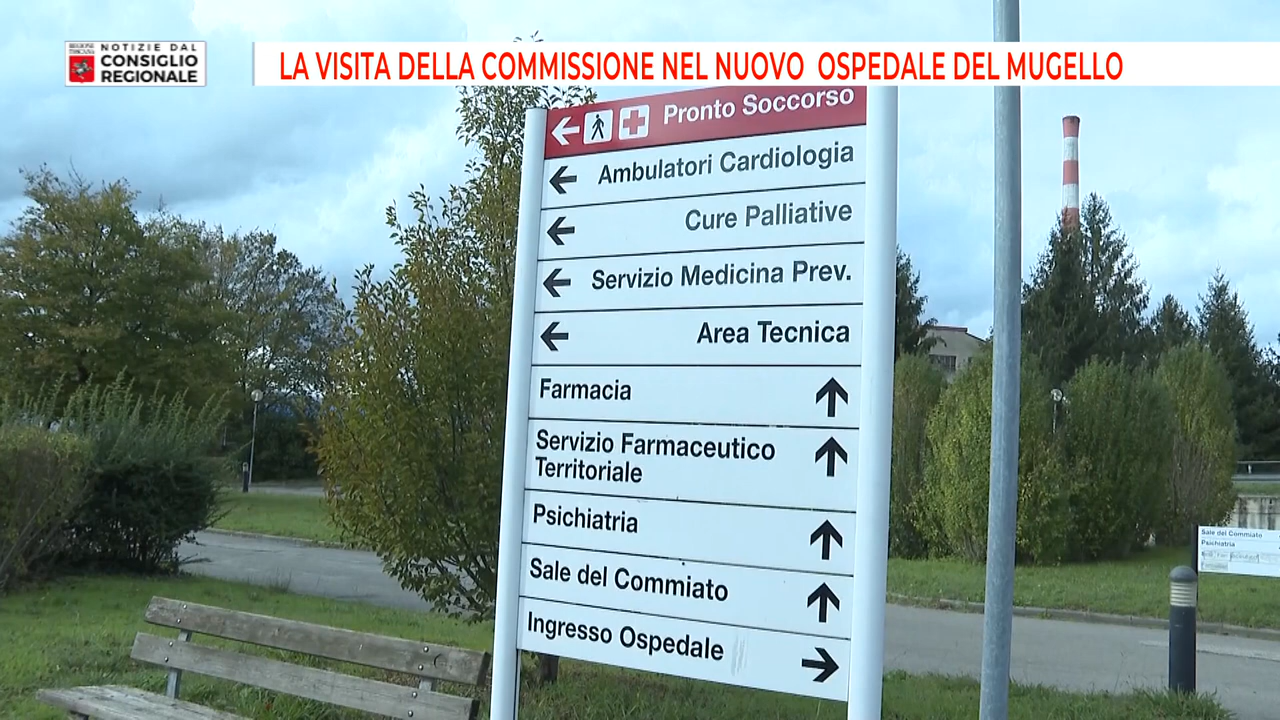 REGIONE
TOSCANA
NOTIZIE DAL
CONSIGLIO
REGIONALE
LA VISITA DELLA COMMISSIONE NEL NUOVO OSPEDALE DEL MUGELLO
Pronto Soccorso
Ambulatori Cardiologia
Cure Palliative
Servizio Medicina Prev.
Area Tecnica
Farmacia
Servizio Farmaceutico
Territoriale
Psichiatria
Sale del Commiato
Ingresso Ospedale
Sale del Commiato
Psichiatria